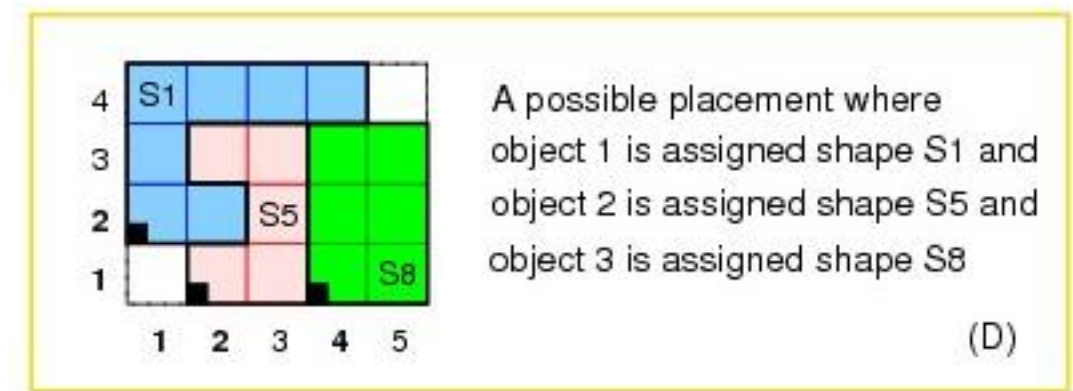 4 S1
A possible placement where
3
object 1 is assigned shape S1 and
2 S5
object 2 is assigned shape S5 and
1 S8
object 3 is assigned shape S8
1 2 3 4 5
(D)